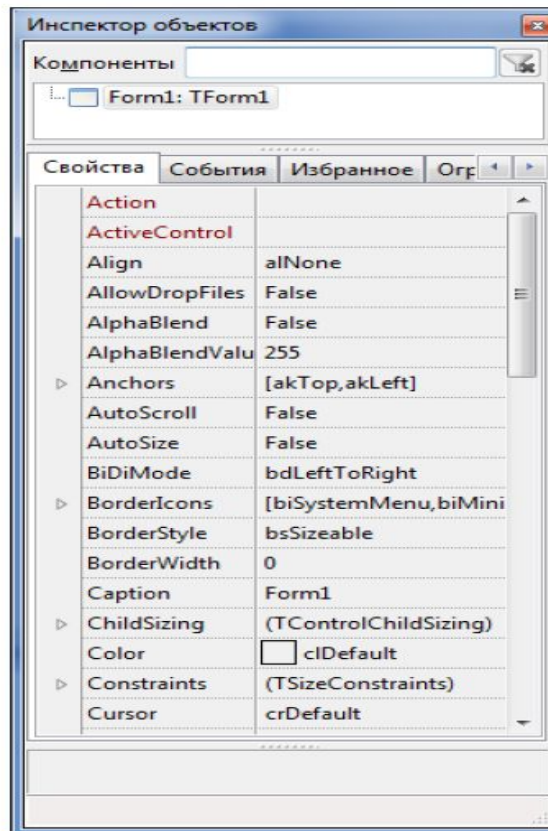 Инспектор объектов
Компоненты
Form1: TForm1
Свойства События Избранное Огр
Action
ActiveControl
Align alNone
AllowDropFiles False
AlphaBlend False
AlphaBlendValu 255
Anchors [akTop,akLeft]
AutoScroll False
AutoSize False
BiDiMode bdLeftToRight
BorderIcons [biSystemMenu,biMini
BorderStyle bsSizeable
BorderWidth 0
Caption Form1
ChildSizing (TControlChildSizing)
Color clDefault
Constraints (TSizeConstraints)
Cursor crDefault